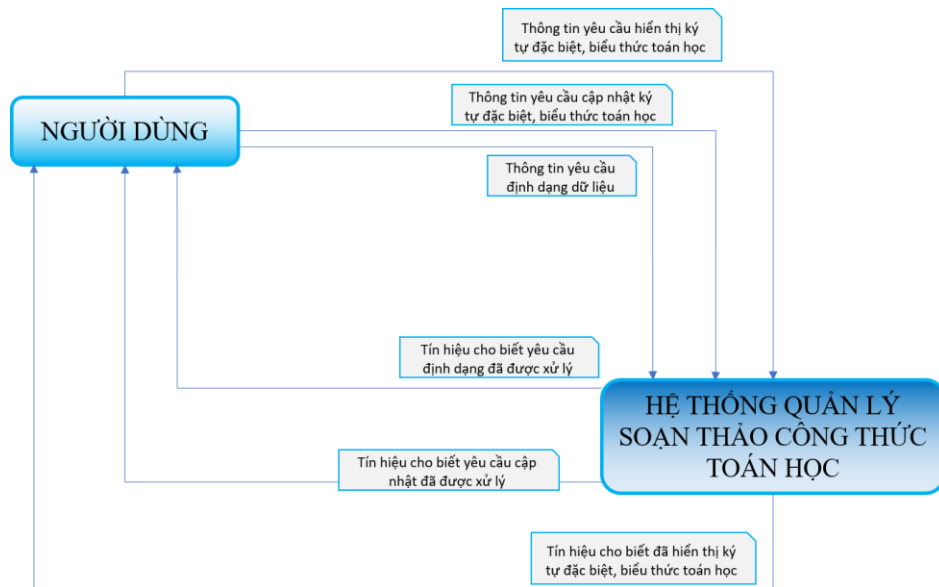 Thông tin yêu cầu hiển thị ký
tự đặc biệt, biểu thức toán học
NGƯỜI DÙNG
Thông tin yêu cầu cập nhật ký
tự đặc biệt, biểu thức toán học
Thông tin yêu cầu
định dạng dữ liệu
Tín hiệu cho biết yêu cầu
định dạng đã được xử lý
HỆ THỐNG QUẢN LÝ
SOẠN THẢO CÔNG THỨC
TOÁN HỌC
Tín hiệu cho biết yêu cầu cập
nhật đã được xử lý
Tín hiệu cho biết đã hiển thị ký
tự đặc biệt, biểu thức toán học